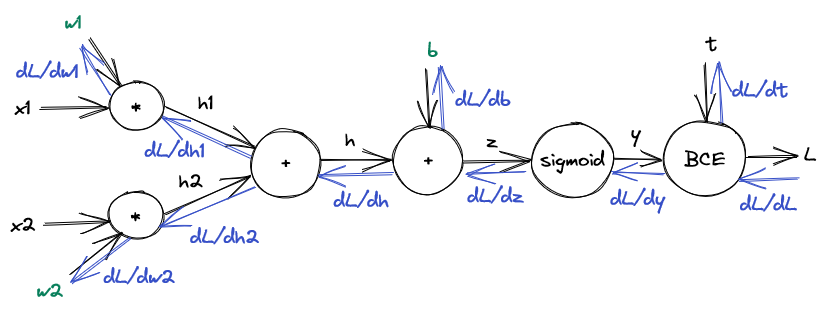 w1
dL/dw1
x1
*
h1
dL/dh1
h2
x2
*
dL/dh2
dL/dw2
w2
+
h
dL/dh
b
dL/db
+
z
dL/dz
sigmoid
y
dL/dy
t
dL/dt
BCE
L
dL/dL